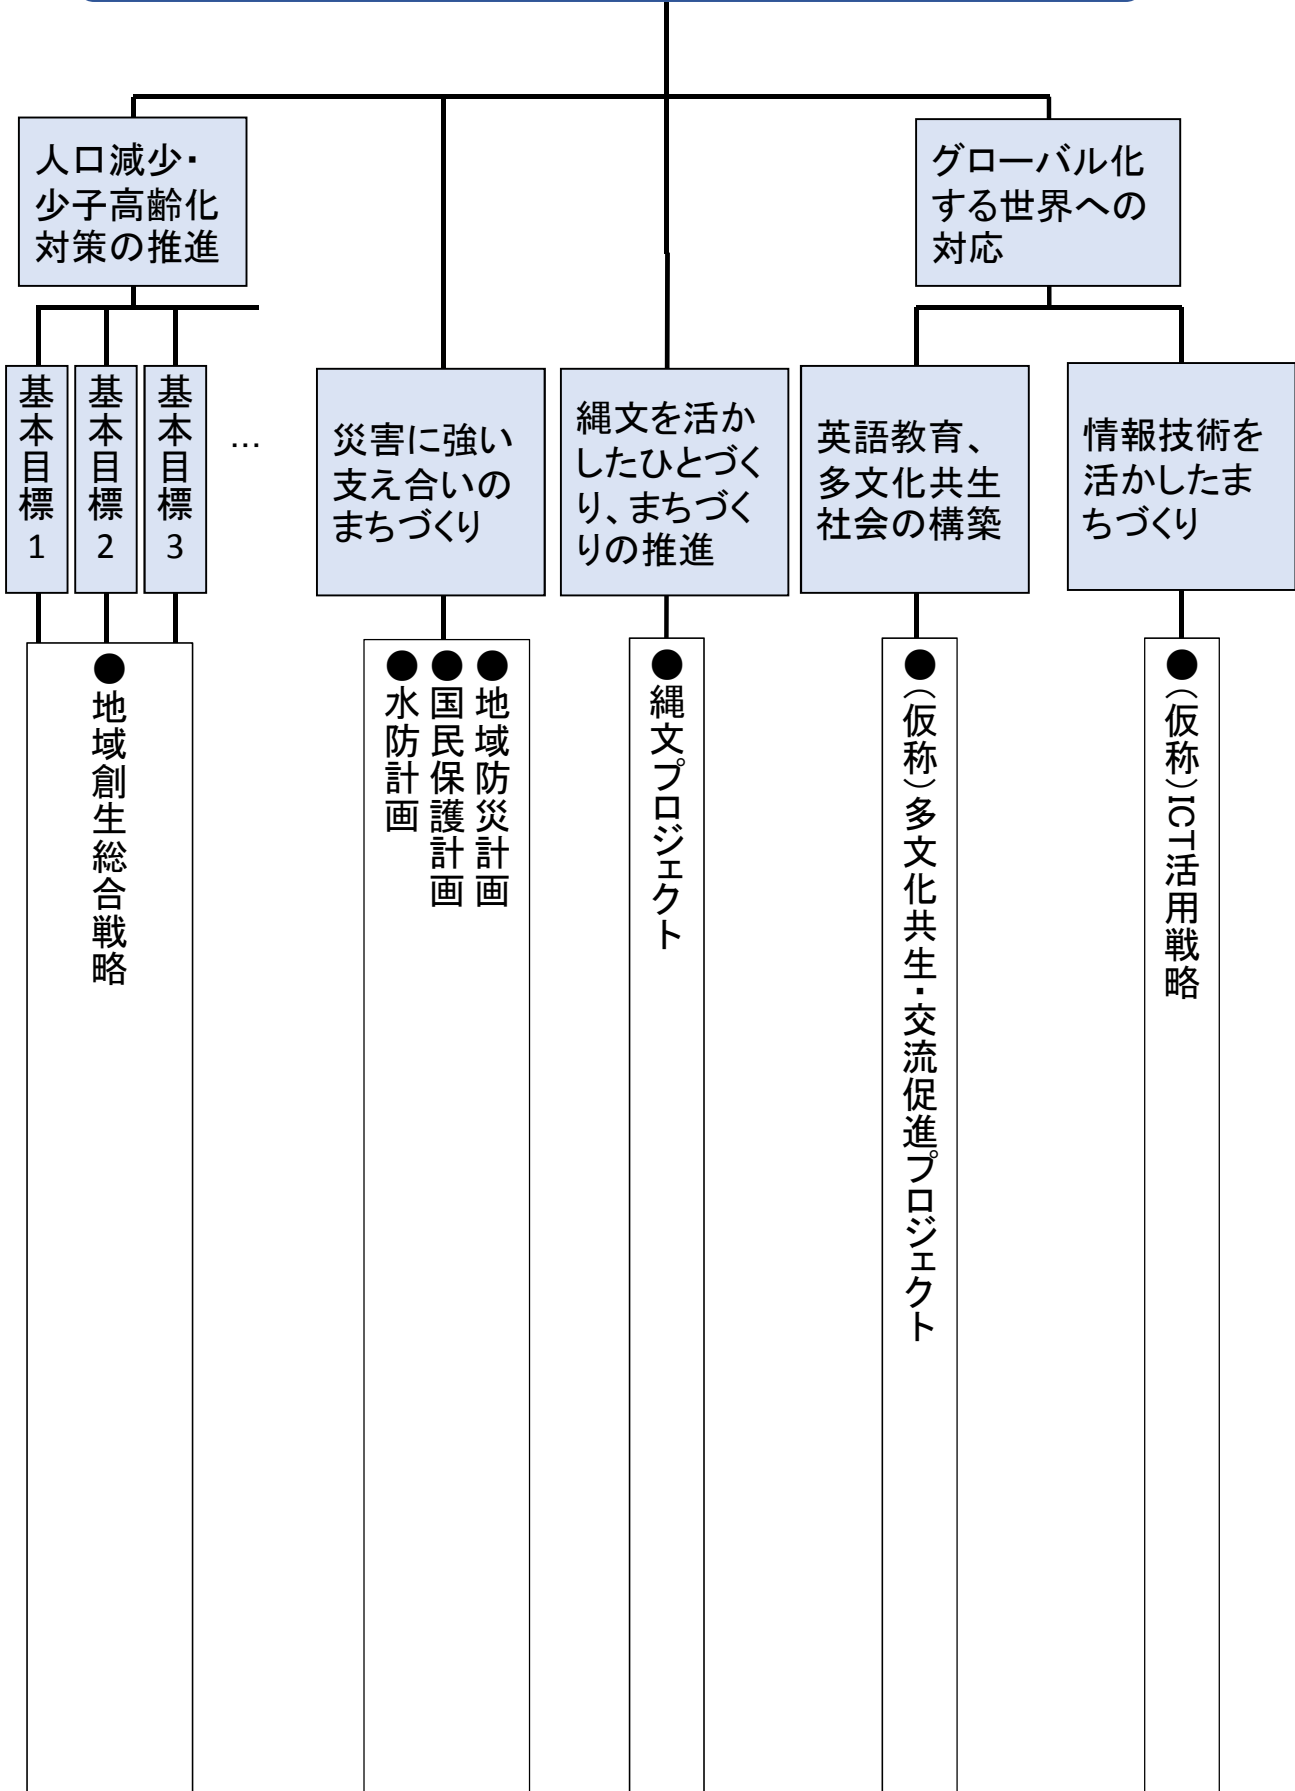 人口減少・
少子高齢化
対策の推進
グローバル化
する世界への
対応
基本目標1
基本目標2
基本目標3
…
災害に強い
支え合いの
まちづくり
縄文を活か
したひとづく
り、まちづく
りの推進
英語教育、
多文化共生
社会の構築
情報技術を
活かしたま
ちづくり
●地域創生総合戦略
●地域防災計画
●国民保護計画
●水防計画
●縄文プロジェクト
●(仮称)多文化共生・交流促進プロジェクト
●(仮称)ICT活用戦略